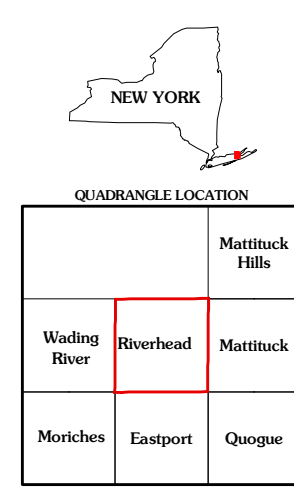 NEW YORK
QUADRANGLE LOCATION
Mattituck
Hills
Wading
River
Riverhead
Mattituck
Moriches
Eastport
Quogue